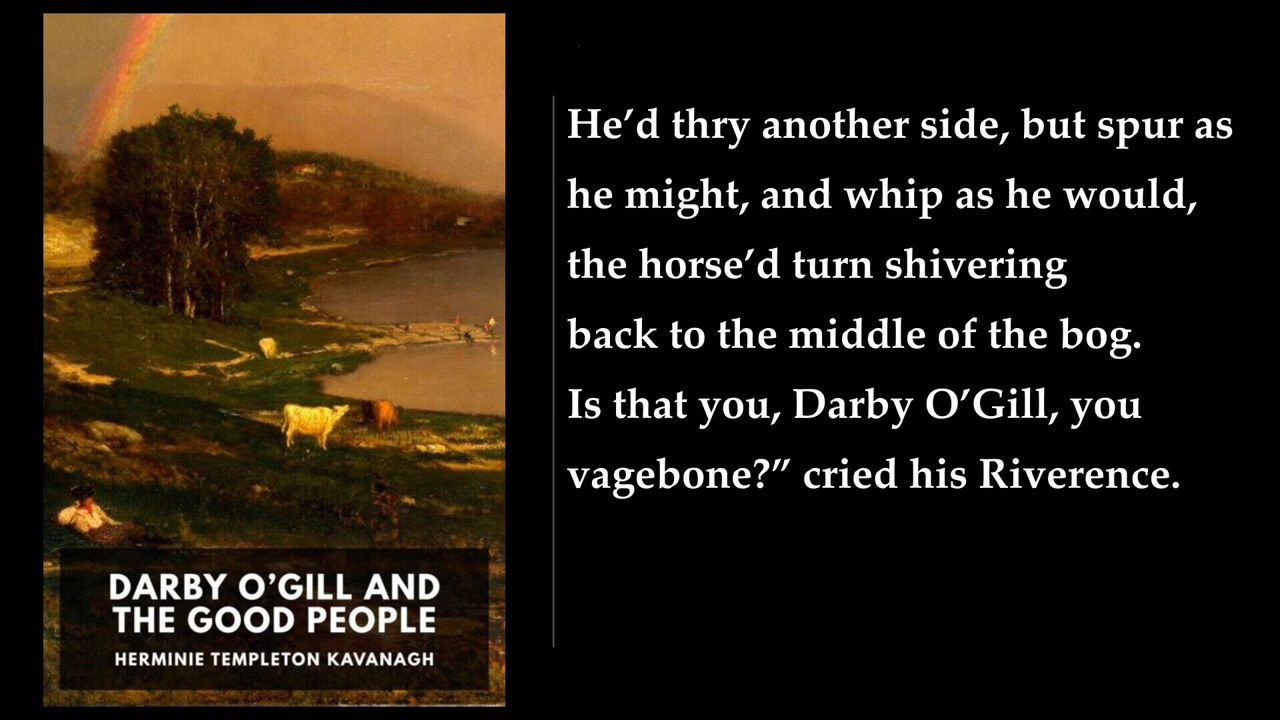 He’d thry another side, but spur as
he might, and whip as he would,
the horse’d turn shivering
back to the middle of the bog.
Is that you, Darby O’Gill, you
vagebone?” cried his Riverence.
DARBY O’GILL AND
THE GOOD PEOPLE
HERMINIE TEMPLETON KAVANAGH